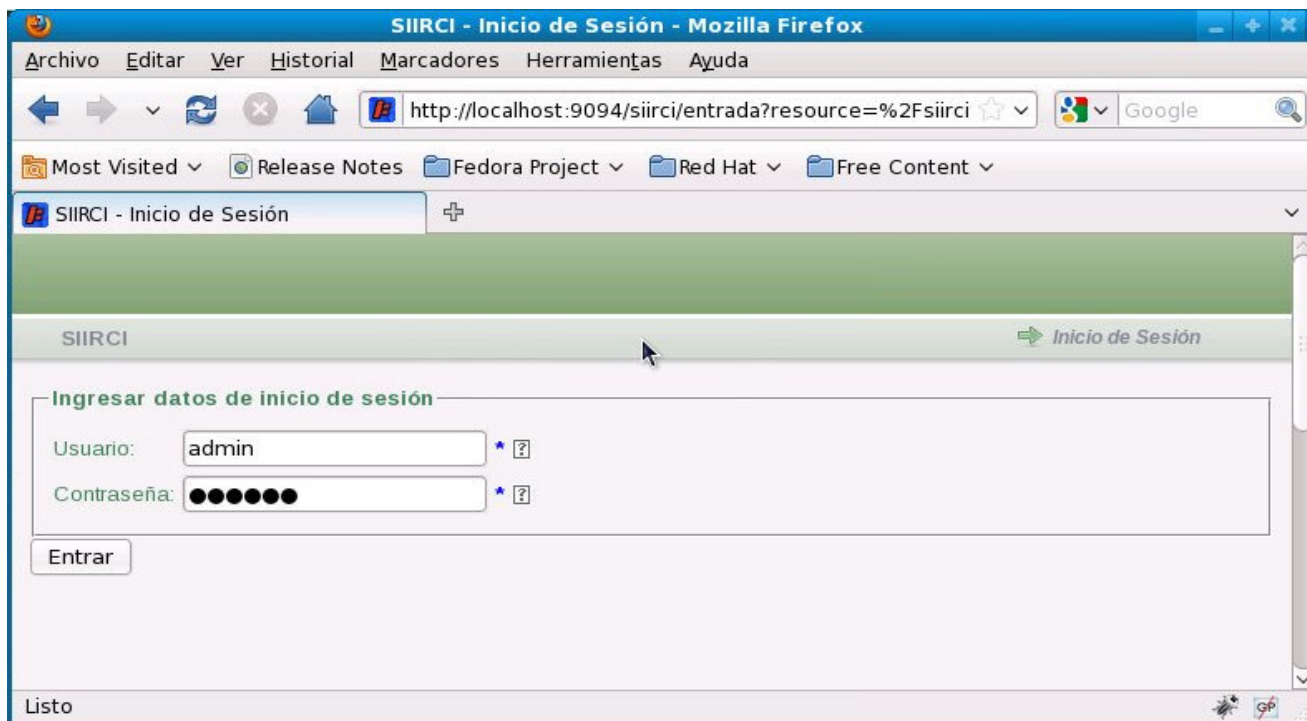 SIIRCI - Inicio de Sesión - Mozilla Firefox
Archivo Editar Ver Historial Marcadores Herramientas Ayuda
http://localhost:9094/siirci/entrada?resource=%2Fsiirci Google
Most Visited Release Notes Fedora Project Red Hat Free Content
SIIRCI - Inicio de Sesión
SIIRCI Inicio de Sesión
Ingresar datos de inicio de sesión
Usuario: admin * ?
Contraseña: ●●●●●● * ?
Entrar
Listo GP